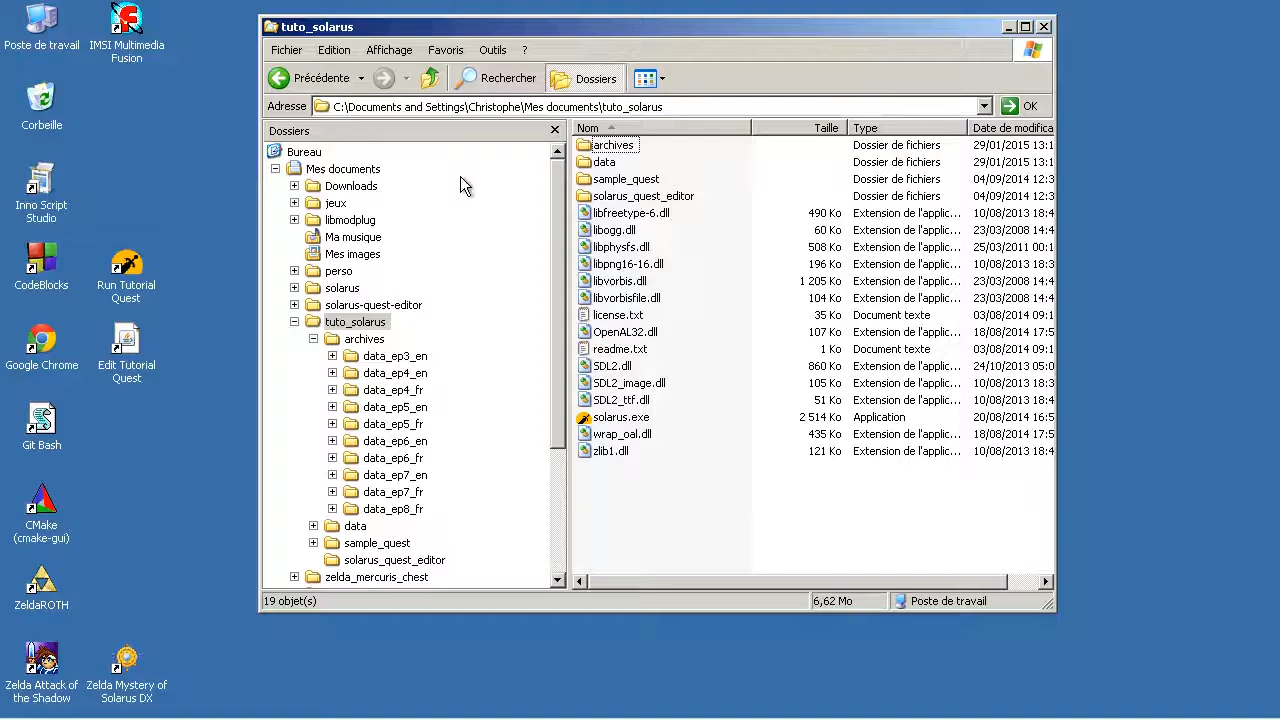 Poste de travail
IMSI Multimedia
Fusion
Corbeille
Inno Script
Studio
CodeBlocks
Run Tutorial
Quest
Google Chrome
Edit Tutorial
Quest
Git Bash
CMake
(cmake-gui)
ZeldaROTH
Zelda Attack of
the Shadow
Zelda Mystery of
Solarus DX
tuto_solarus
Fichier Edition Affichage Favoris Outils ?
Précédente Rechercher Dossiers
Adresse C:\Documents and Settings\Christophe\Mes documents\tuto_solarus OK
Dossiers
Bureau
Mes documents
Downloads
jeux
libmodplug
Ma musique
Mes images
perso
solarus
solarus-quest-editor
tuto_solarus
archives
data_ep3_en
data_ep4_en
data_ep4_fr
data_ep5_en
data_ep5_fr
data_ep6_en
data_ep6_fr
data_ep7_en
data_ep7_fr
data_ep8_fr
data
sample_quest
solarus_quest_editor
zelda_mercuris_chest
Nom Taille Type Date de modifica
archives Dossier de fichiers 29/01/2015 13:1
data Dossier de fichiers 29/01/2015 13:1
sample_quest Dossier de fichiers 04/09/2014 12:3
solarus_quest_editor Dossier de fichiers 04/09/2014 12:3
libfreetype-6.dll 490 Ko Extension de l'applic... 10/08/2013 18:4
libogg.dll 60 Ko Extension de l'applic... 23/03/2008 14:4
libphysfs.dll 508 Ko Extension de l'applic... 25/03/2011 00:1
libpng16-16.dll 196 Ko Extension de l'applic... 10/08/2013 18:3
libvorbis.dll 1 205 Ko Extension de l'applic... 23/03/2008 14:4
libvorbisfile.dll 104 Ko Extension de l'applic... 23/03/2008 14:4
license.txt 35 Ko Document texte 03/08/2014 09:1
OpenAL32.dll 107 Ko Extension de l'applic... 18/08/2014 17:5
readme.txt 1 Ko Document texte 03/08/2014 09:1
SDL2.dll 860 Ko Extension de l'applic... 24/10/2013 05:0
SDL2_image.dll 105 Ko Extension de l'applic... 10/08/2013 18:3
SDL2_ttf.dll 51 Ko Extension de l'applic... 10/08/2013 18:4
solarus.exe 2 514 Ko Application 20/08/2014 16:5
wrap_oal.dll 435 Ko Extension de l'applic... 18/08/2014 17:5
zlib1.dll 121 Ko Extension de l'applic... 10/08/2013 18:4
19 objet(s) 6,62 Mo Poste de travail